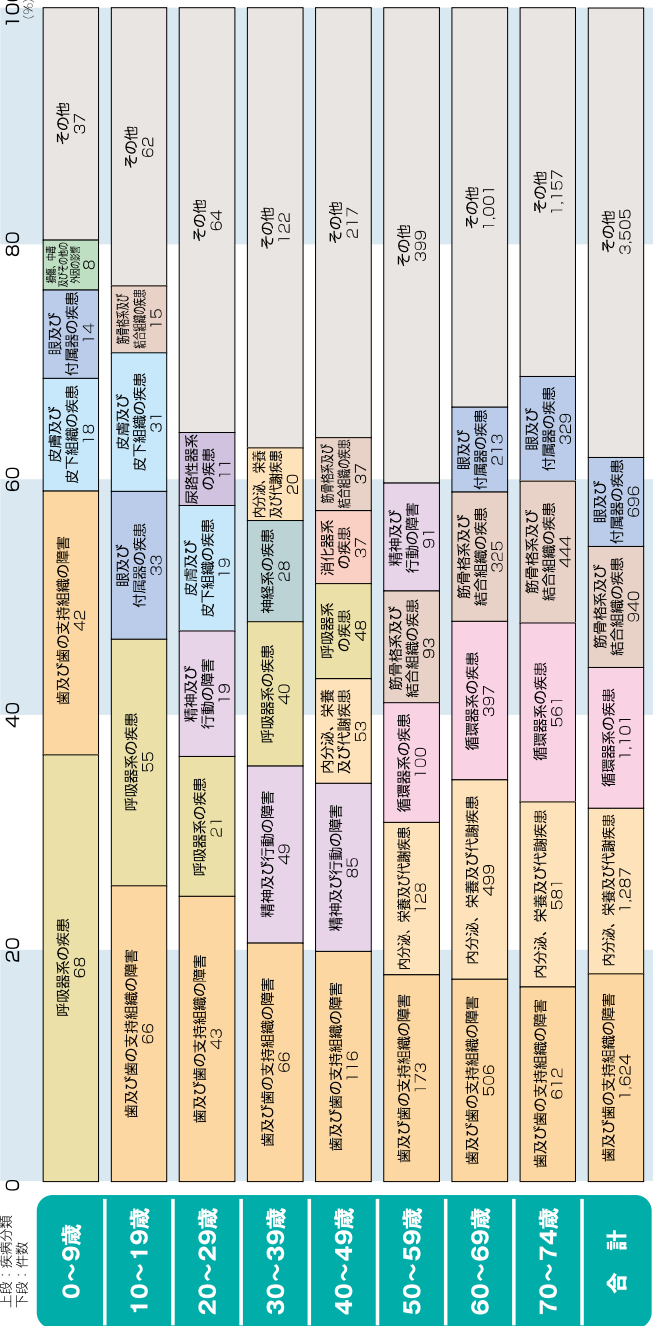 上段：疾病分類
下段：件数
0
20
40
60
80
100
(%)
0〜9歳
呼吸器系の疾患
68
歯及び歯の支持組織の障害
42
皮膚及び
皮下組織の疾患
18
眼及び
付属器の疾患
14
損傷、中毒
及びその他の
外因の影響
8
その他
37
10〜19歳
歯及び歯の支持組織の障害
66
呼吸器系の疾患
55
眼及び
付属器の疾患
33
皮膚及び
皮下組織の疾患
31
筋骨格系及び
結合組織の疾患
15
その他
62
20〜29歳
歯及び歯の支持組織の障害
43
呼吸器系の疾患
21
精神及び
行動の障害
19
皮膚及び
皮下組織の疾患
19
尿路性器系
の疾患
11
その他
64
30〜39歳
歯及び歯の支持組織の障害
66
精神及び行動の障害
49
呼吸器系の疾患
40
神経系の疾患
28
内分泌、栄養
及び代謝疾患
20
その他
122
40〜49歳
歯及び歯の支持組織の障害
116
精神及び行動の障害
85
内分泌、栄養
及び代謝疾患
53
呼吸器系
の疾患
48
消化器系
の疾患
37
筋骨格系及び
結合組織の疾患
37
その他
217
50〜59歳
歯及び歯の支持組織の障害
173
内分泌、栄養及び代謝疾患
128
循環器系の疾患
100
筋骨格系及び
結合組織の疾患
93
精神及び
行動の障害
91
その他
399
60〜69歳
歯及び歯の支持組織の障害
506
内分泌、栄養及び代謝疾患
499
循環器系の疾患
397
筋骨格系及び
結合組織の疾患
325
眼及び
付属器の疾患
213
その他
1,001
70〜74歳
歯及び歯の支持組織の障害
612
内分泌、栄養及び代謝疾患
581
循環器系の疾患
561
筋骨格系及び
結合組織の疾患
444
眼及び
付属器の疾患
329
その他
1,157
合計
歯及び歯の支持組織の障害
1,624
内分泌、栄養及び代謝疾患
1,287
循環器系の疾患
1,101
筋骨格系及び
結合組織の疾患
940
眼及び
付属器の疾患
696
その他
3,505